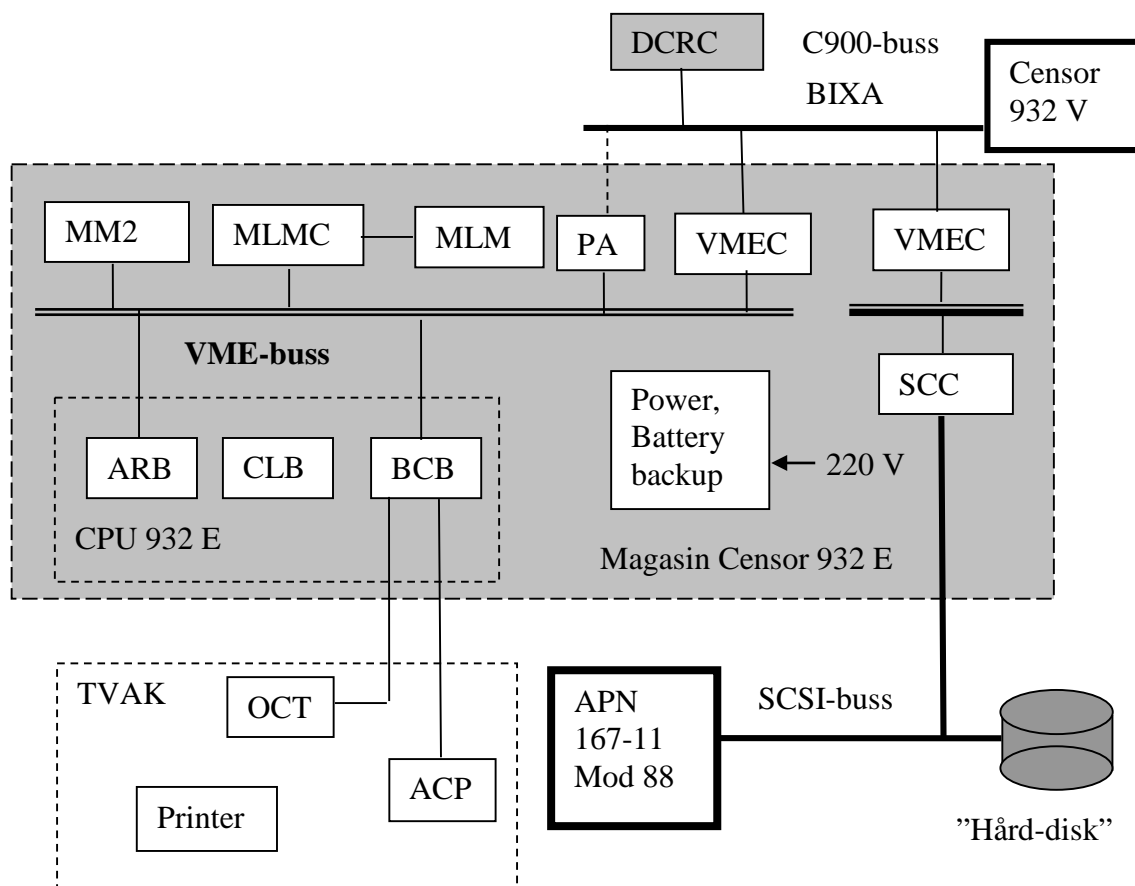 DCRC
C900-buss
BIXA
Censor
932 V
MM2
MLMC
MLM
PA
VMEC
VMEC
VME-buss
SCC
Power,
Battery
backup
220 V
ARB
CLB
BCB
CPU 932 E
Magasin Censor 932 E
TVAK
OCT
ACP
Printer
APN
167-11
Mod 88
SCSI-buss
”Hård-disk”